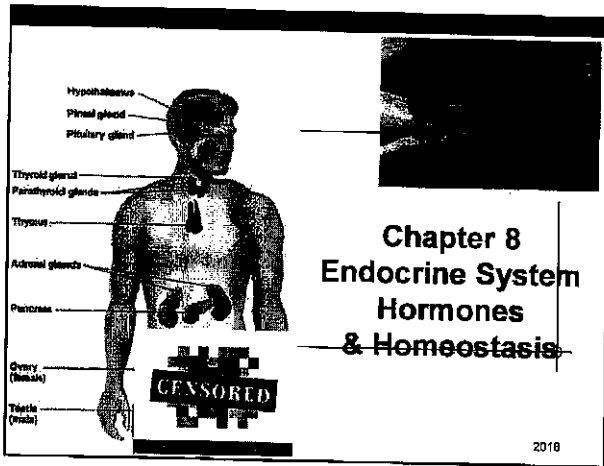 Hypothalamus
Pineal gland
Pituitary gland
Thyroid gland
Parathyroid glands
Thymus
Adrenal glands
Pancreas
Ovary
(female)
Testis
(male)
CENSORED
Chapter 8
Endocrine System
Hormones
& Homeostasis
2018